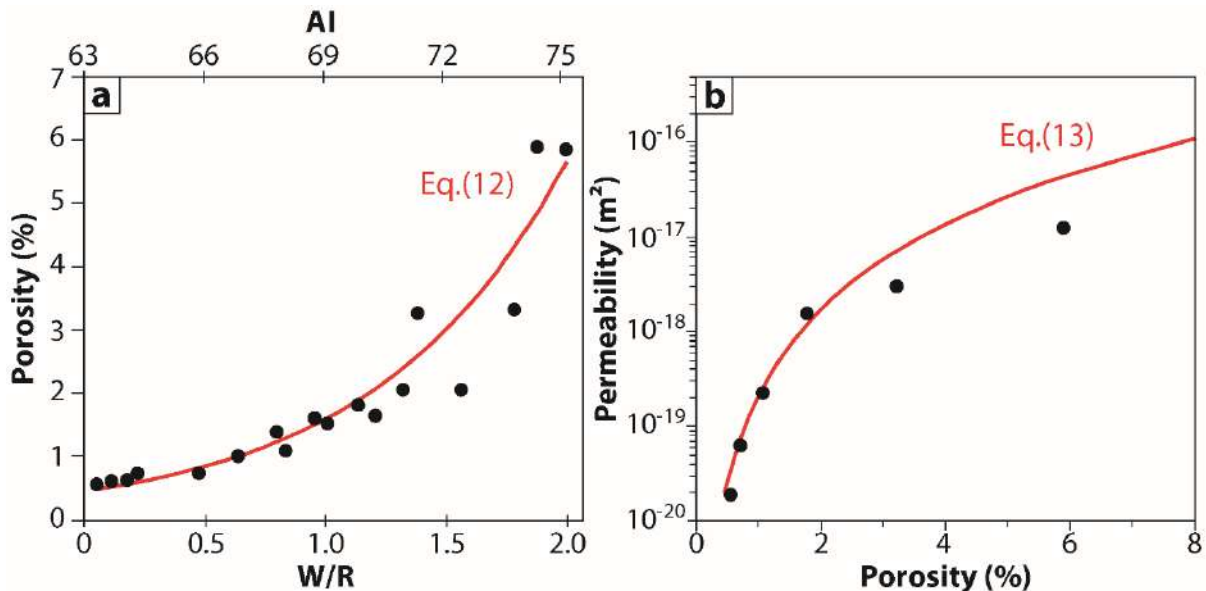 AI
63 66 69 72 75
a
7
6
5
4
3
2
1
0
Porosity (%)
Eq.(12)
0 0.5 1.0 1.5 2.0
W/R
b
10⁻¹⁶
10⁻¹⁷
10⁻¹⁸
10⁻¹⁹
10⁻²⁰
Permeability (m²)
Eq.(13)
0 2 4 6 8
Porosity (%)